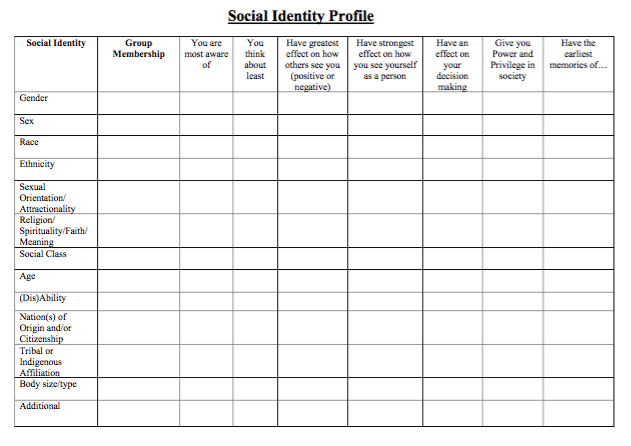 Social Identity Profile
Social Identity
Group
Membership
You are
most aware
of
You
think
about
least
Have greatest
effect on how
others see you
(positive or
negative)
Have strongest
effect on how
you see yourself
as a person
Have an
effect on
your
decision
making
Give you
Power and
Privilege in
society
Have the
earliest
memories of…
Gender
Sex
Race
Ethnicity
Sexual
Orientation/
Attractionality
Religion/
Spirituality/Faith/
Meaning
Social Class
Age
(Dis)Ability
Nation(s) of
Origin and/or
Citizenship
Tribal or
Indigenous
Affiliation
Body size/type
Additional